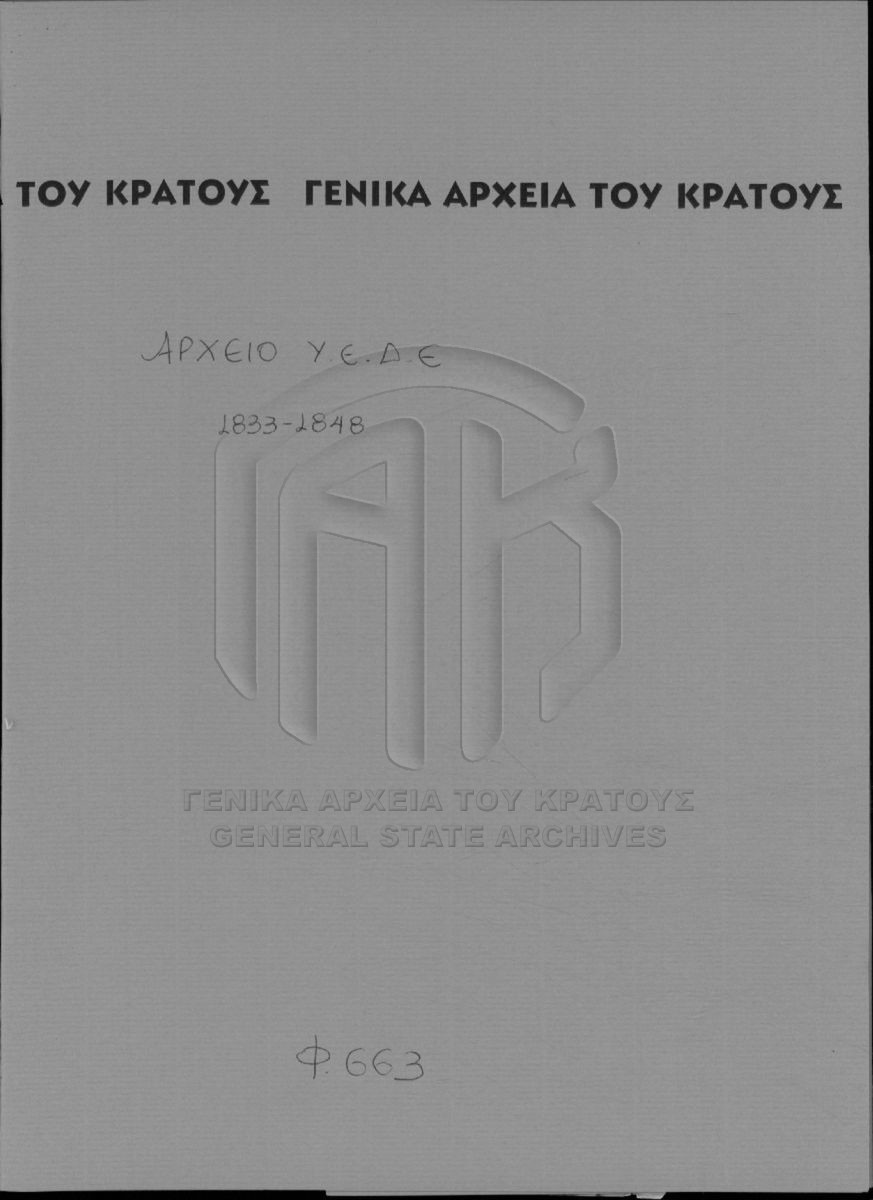 ΤΟΥ ΚΡΑΤΟΥΣ ΓΕΝΙΚΑ ΑΡΧΕΙΑ ΤΟΥ ΚΡΑΤΟΥΣ
ΑΡΧΕΙΟ Υ.Ε.Δ.Ε
1833-1848
ΓΑΚ
ΓΕΝΙΚΑ ΑΡΧΕΙΑ ΤΟΥ ΚΡΑΤΟΥΣ
GENERAL STATE ARCHIVES
Φ. 663